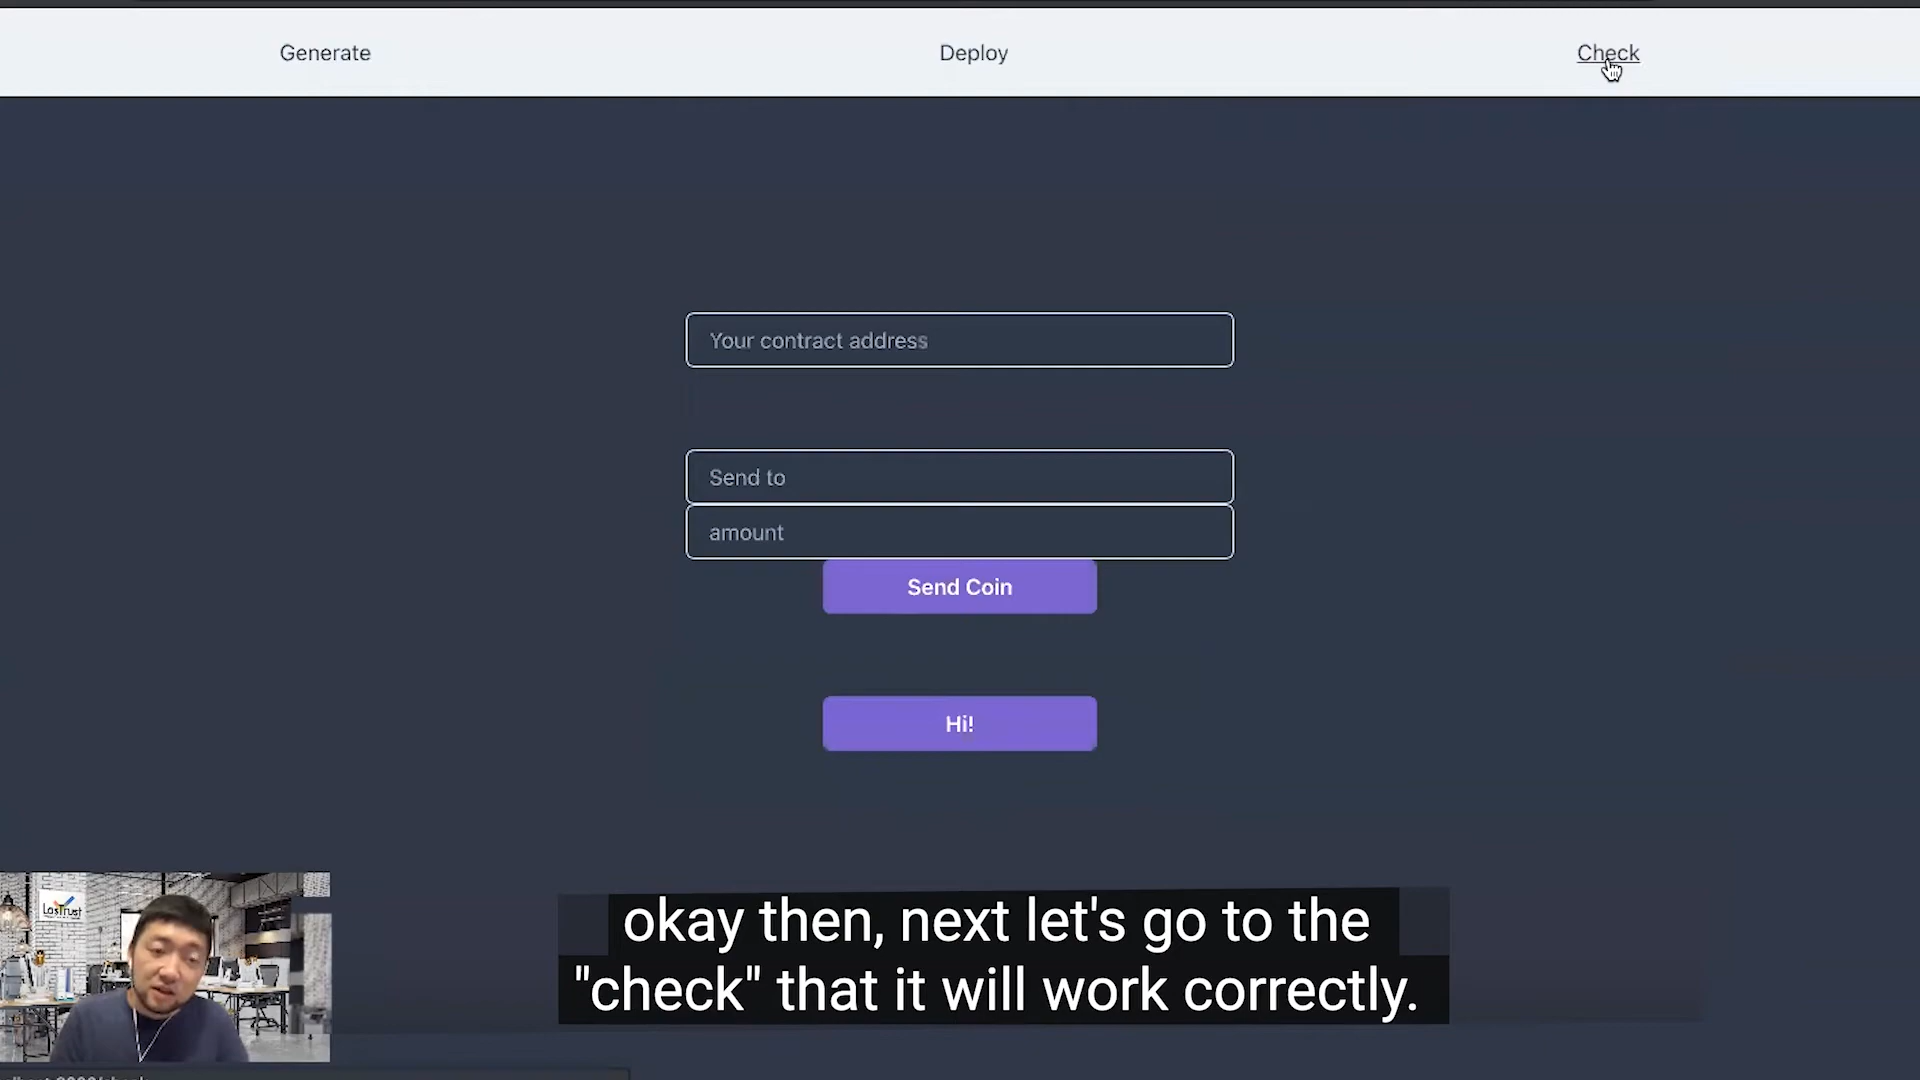 Generate
Deploy
Check
Your contract address
Send to
amount
Send Coin
Hi!
LasTrust
okay then, next let's go to the
"check" that it will work correctly.